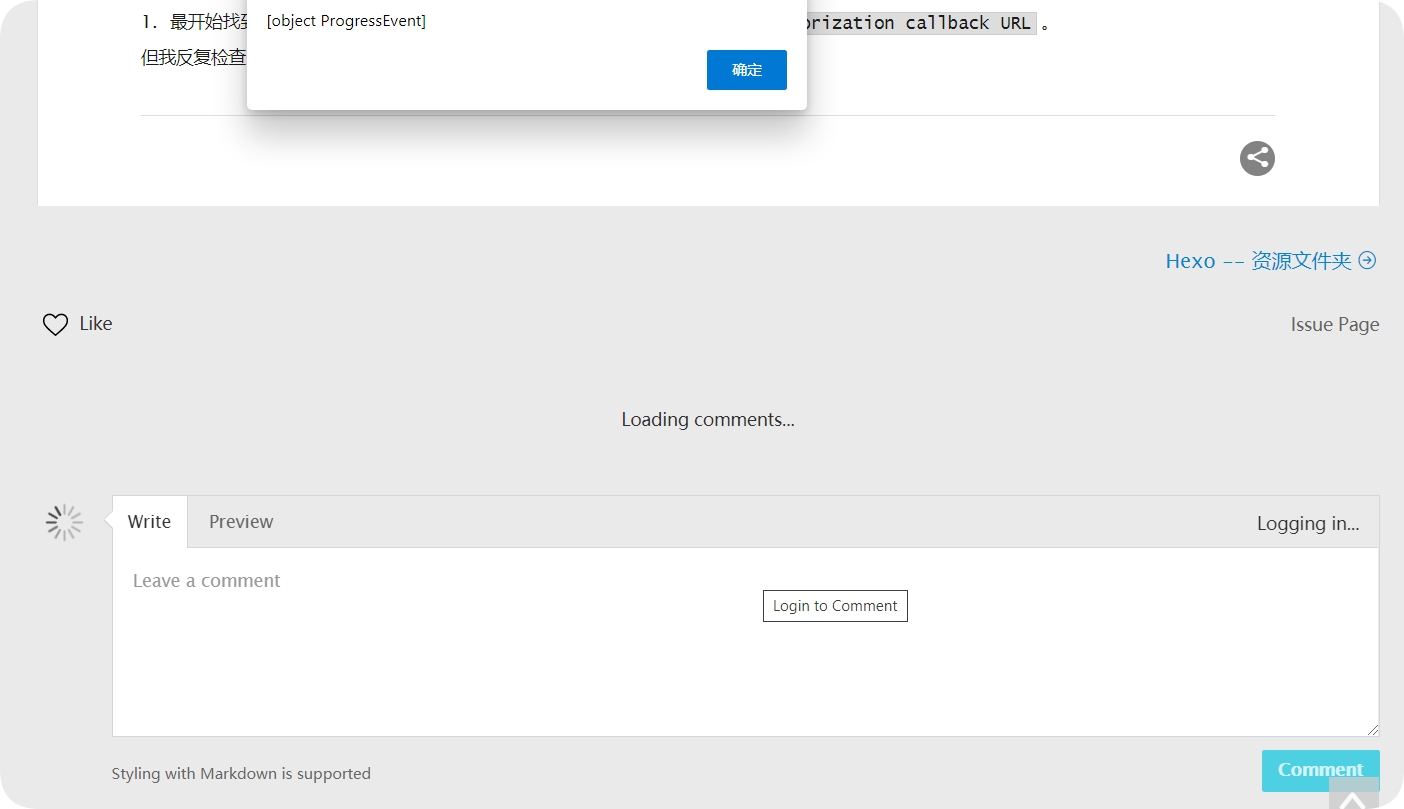 [object ProgressEvent]
确定
1. 最开始找到
orization callback URL 。
但我反复检查
Hexo -- 资源文件夹
Like
Issue Page
Loading comments...
Write
Preview
Logging in...
Leave a comment
Login to Comment
Styling with Markdown is supported
Comment